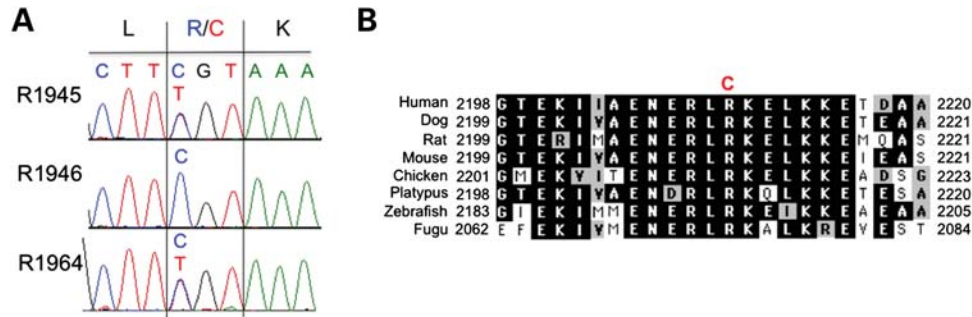 A
L R/C K
C T T C G T A A A
R1945
T
R1946
C
R1964
C
T
B
C
Human 2198 G T E K I I A E N E R L R K E L K K E T D A A 2220
Dog 2199 G T E K I V A E N E R L R K E L K K E T E A A 2221
Rat 2199 G T E R I M A E N E R L R K E L K K E M Q A S 2221
Mouse 2199 G T E K I V A E N E R L R K E L K K E I E A S 2221
Chicken 2201 G M E K V I T E N E R L R K E L K K E A D S G 2223
Platypus 2198 G T E K I V A E N D R L R K Q L K K E T E S A 2220
Zebrafish 2183 G I E K I M M E N E R L R K E I K K E A E A A 2205
Fugu 2062 E F E K I V M E N E R L R K A L K R E V E S T 2084